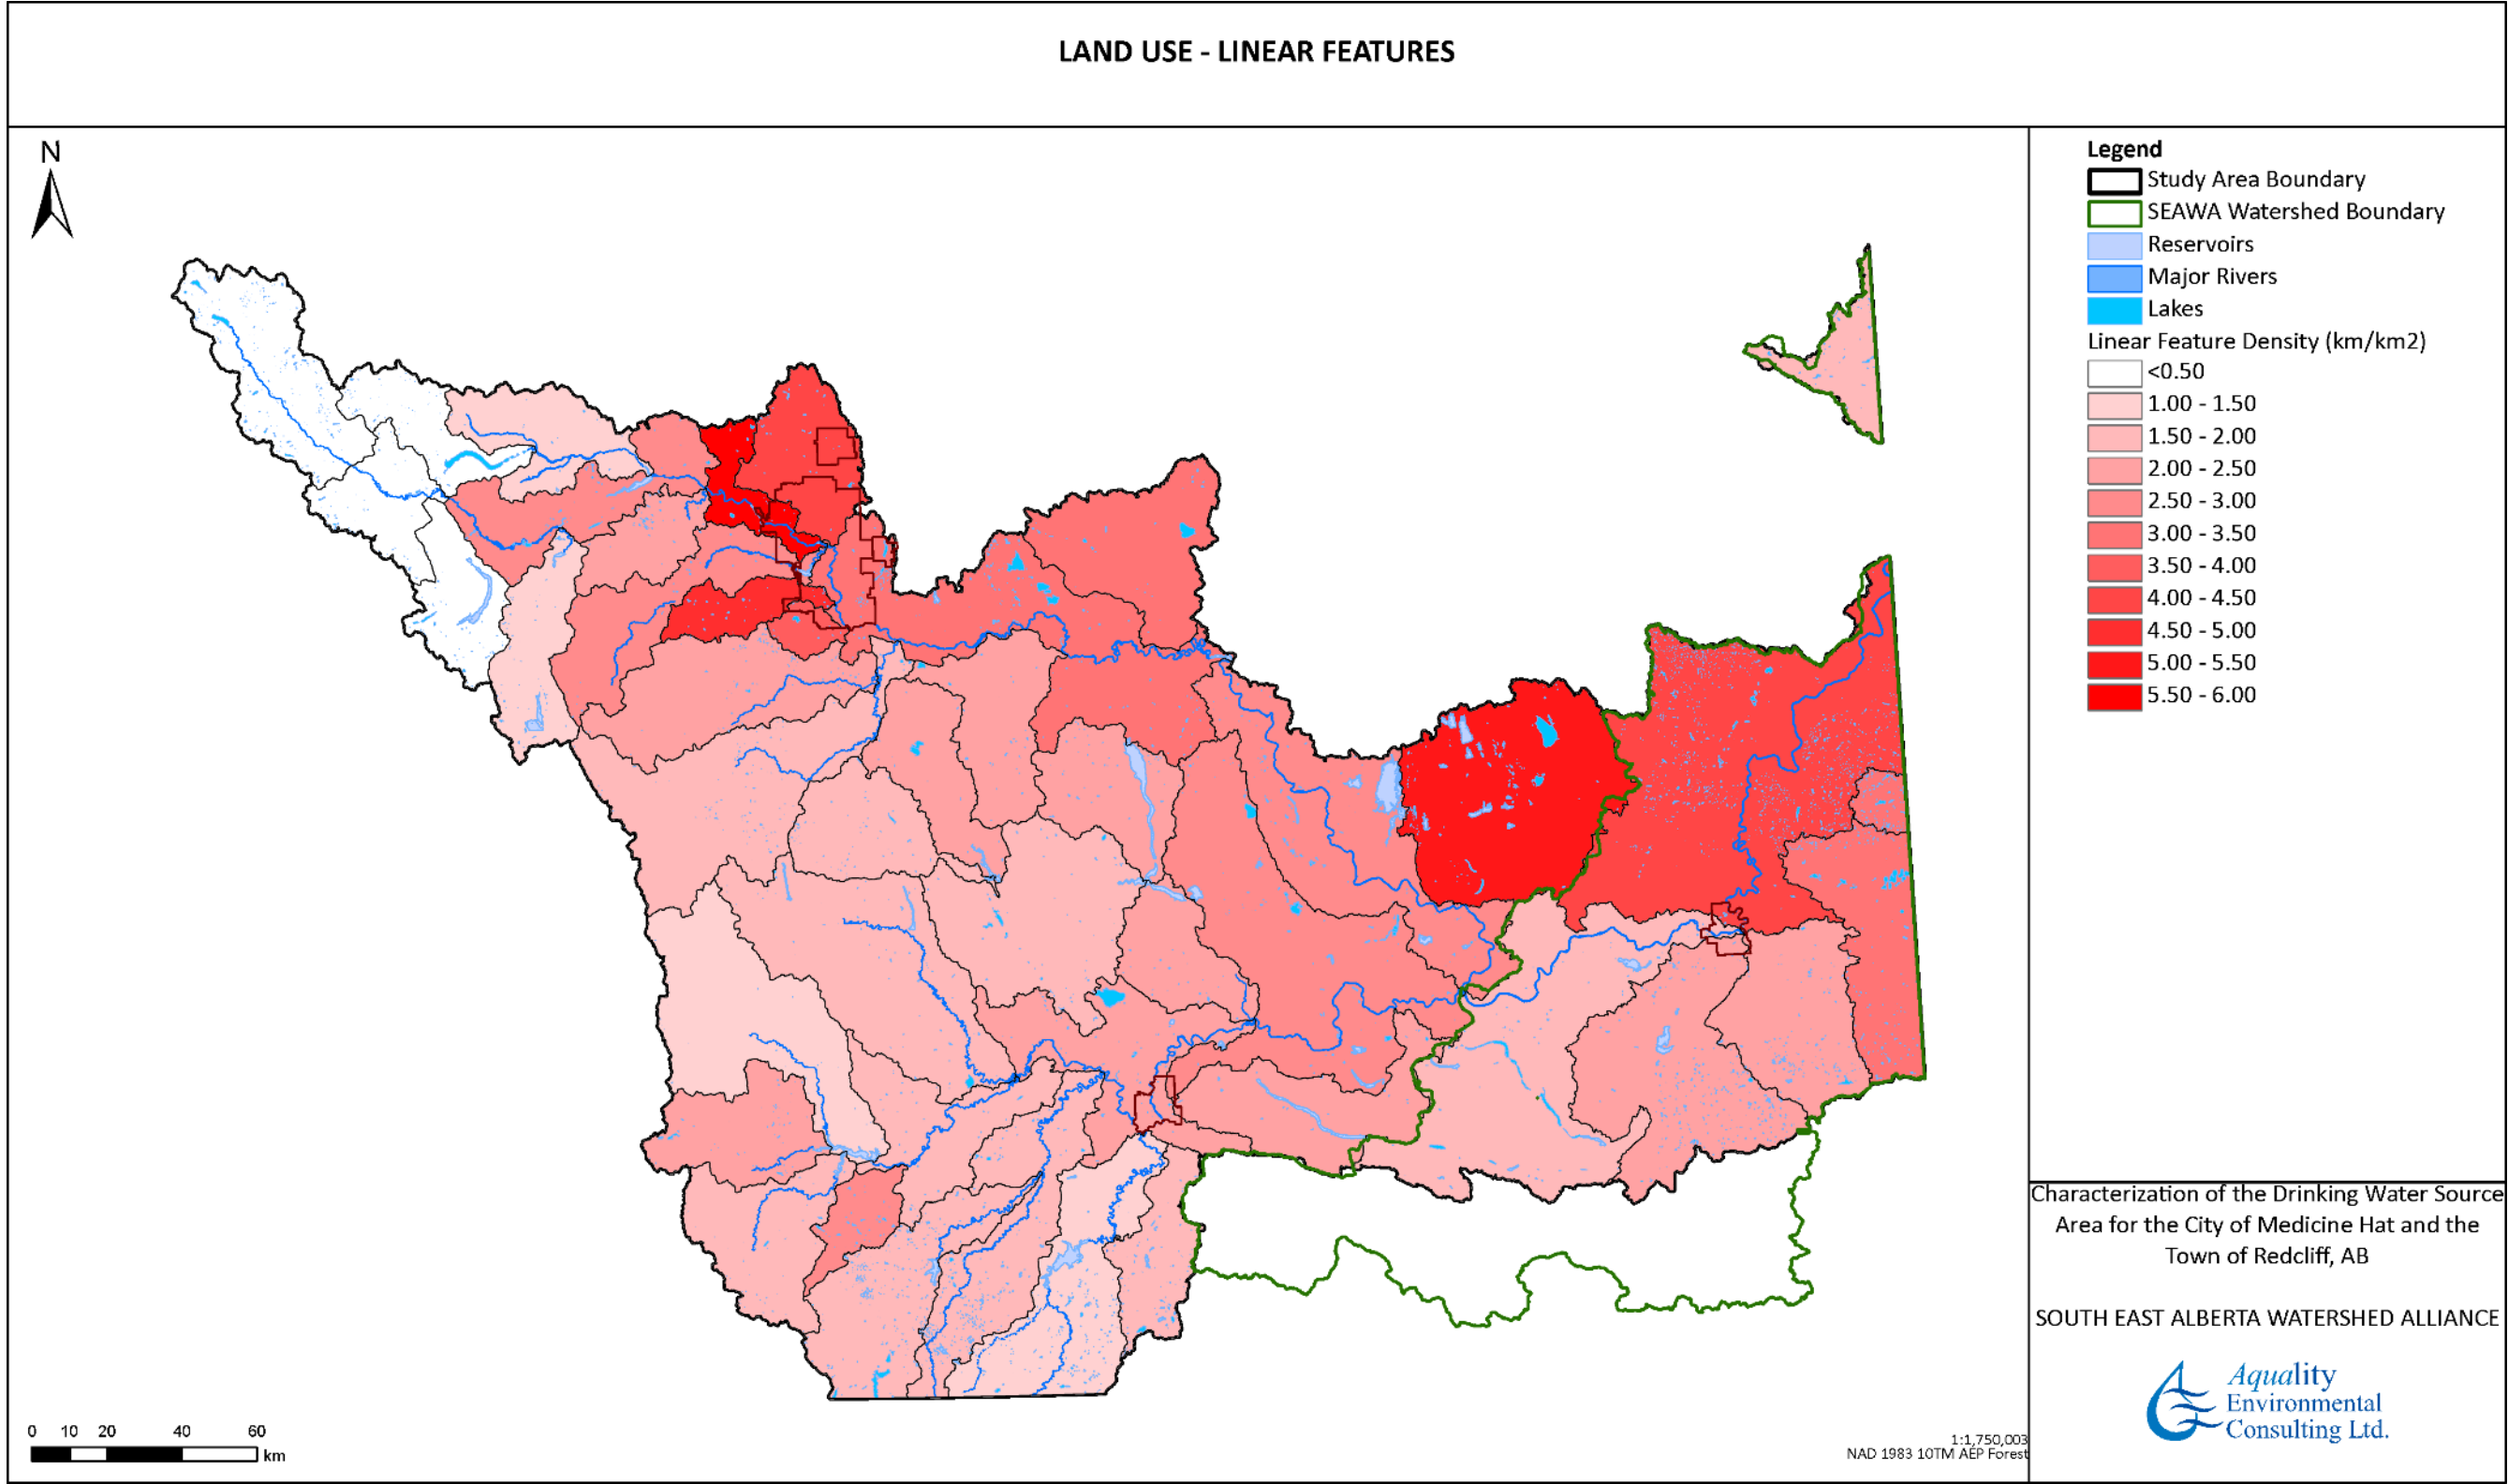 LAND USE - LINEAR FEATURES
N
Legend
Study Area Boundary
SEAWA Watershed Boundary
Reservoirs
Major Rivers
Lakes
Linear Feature Density (km/km2)
<0.50
1.00 - 1.50
1.50 - 2.00
2.00 - 2.50
2.50 - 3.00
3.00 - 3.50
3.50 - 4.00
4.00 - 4.50
4.50 - 5.00
5.00 - 5.50
5.50 - 6.00
Characterization of the Drinking Water Source
Area for the City of Medicine Hat and the
Town of Redcliff, AB
SOUTH EAST ALBERTA WATERSHED ALLIANCE
Aquality
Environmental
Consulting Ltd.
0 10 20 40 60
km
1:1,750,003
NAD 1983 10TM AEP Forest